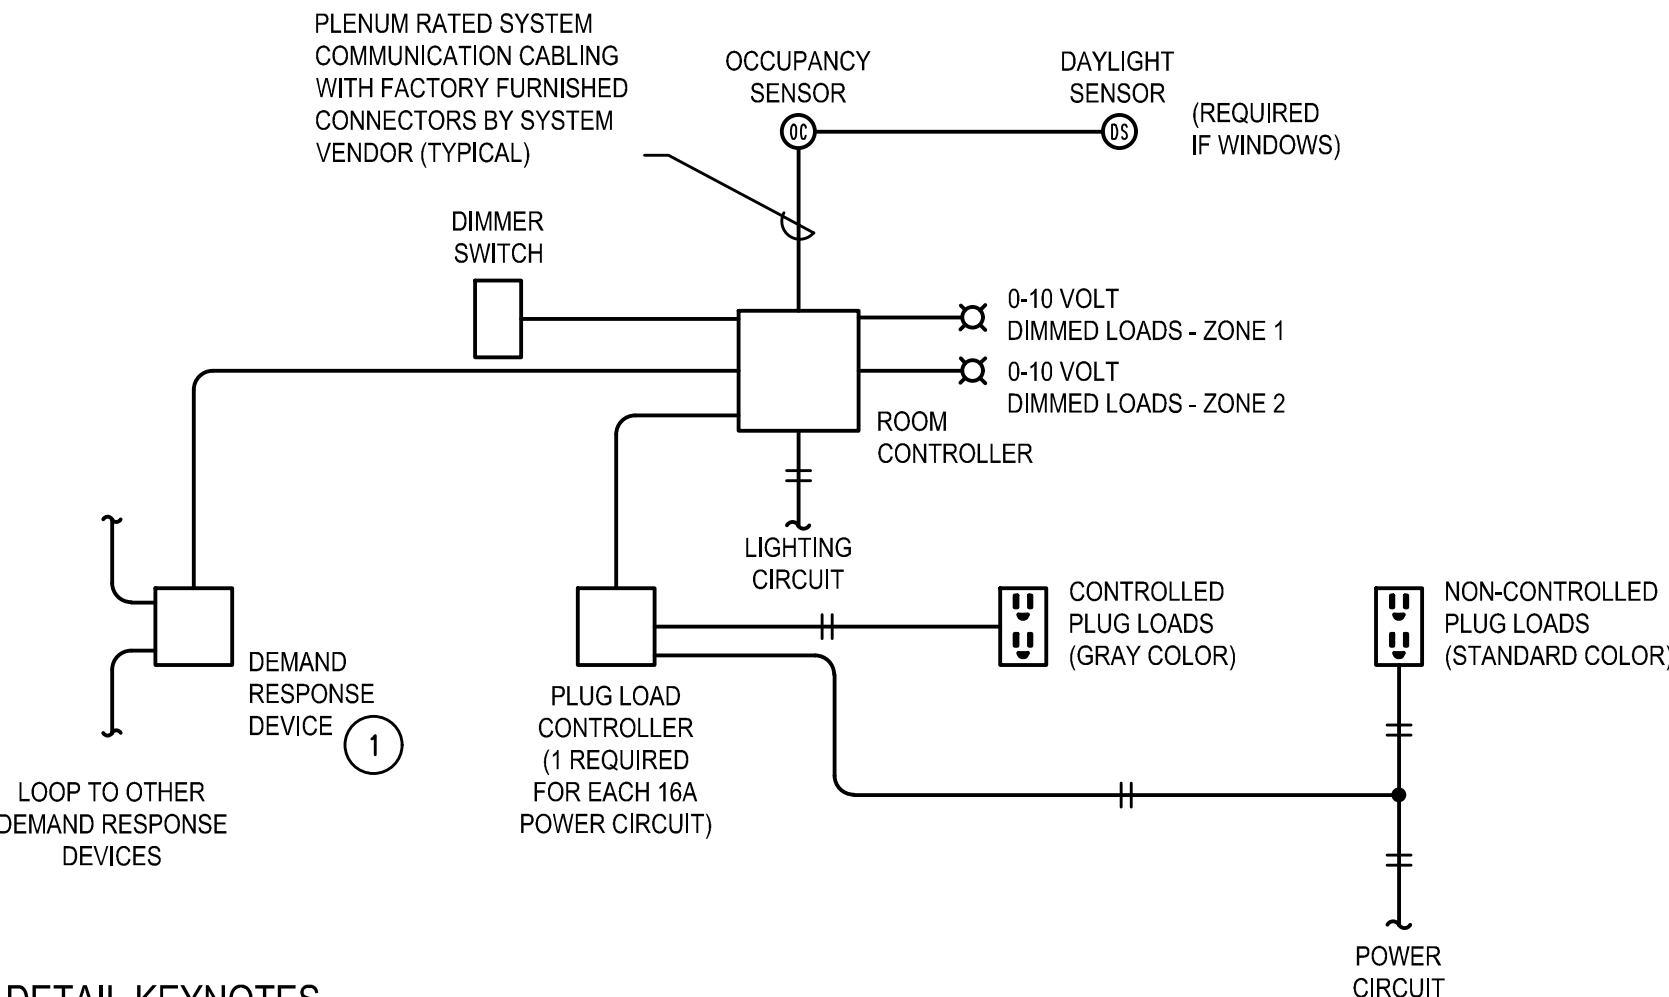 PLENUM RATED SYSTEM
COMMUNICATION CABLING
WITH FACTORY FURNISHED
CONNECTORS BY SYSTEM
VENDOR (TYPICAL)
OCCUPANCY
SENSOR
OC
DAYLIGHT
SENSOR
DS
(REQUIRED
IF WINDOWS)
DIMMER
SWITCH
0-10 VOLT
DIMMED LOADS - ZONE 1
0-10 VOLT
DIMMED LOADS - ZONE 2
ROOM
CONTROLLER
LIGHTING
CIRCUIT
DEMAND
RESPONSE
DEVICE
1
LOOP TO OTHER
DEMAND RESPONSE
DEVICES
PLUG LOAD
CONTROLLER
(1 REQUIRED
FOR EACH 16A
POWER CIRCUIT)
CONTROLLED
PLUG LOADS
(GRAY COLOR)
NON-CONTROLLED
PLUG LOADS
(STANDARD COLOR)
POWER
CIRCUIT
DETAIL KEYNOTES